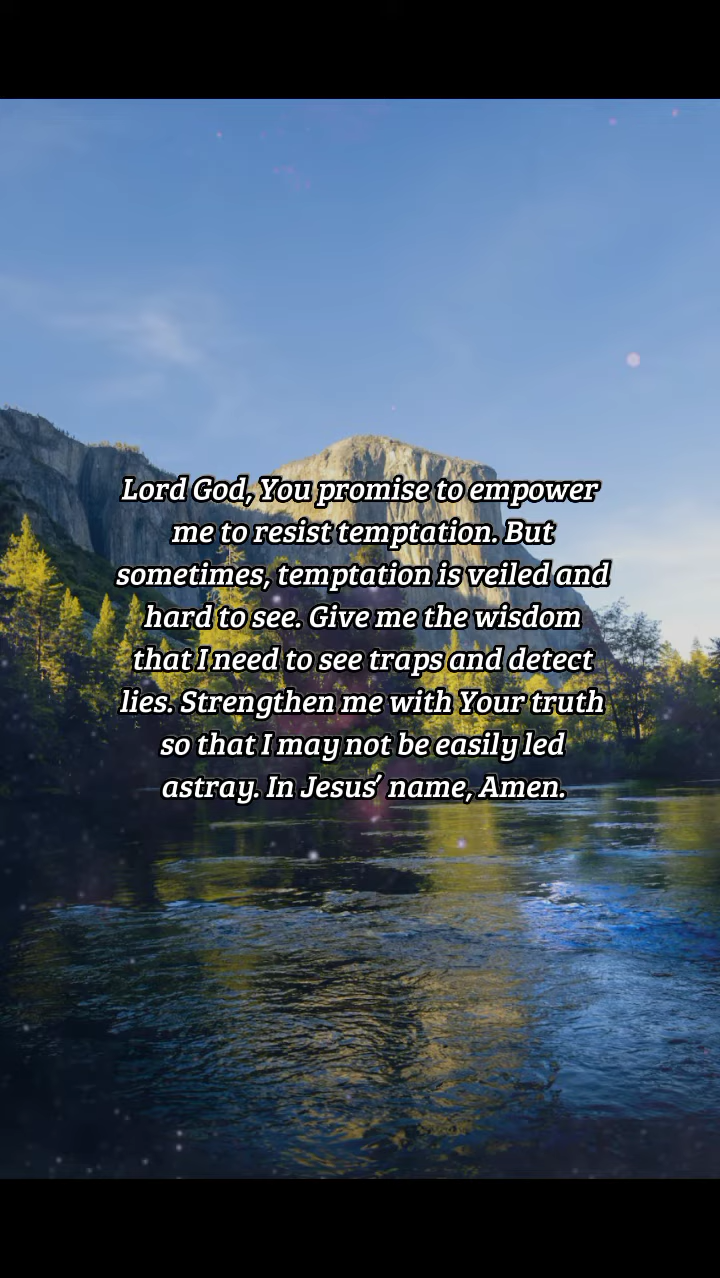 Lord God, You promise to empower
me to resist temptation. But
sometimes, temptation is veiled and
hard to see. Give me the wisdom
that I need to see traps and detect
lies. Strengthen me with Your truth
so that I may not be easily led
astray. In Jesus’ name, Amen.